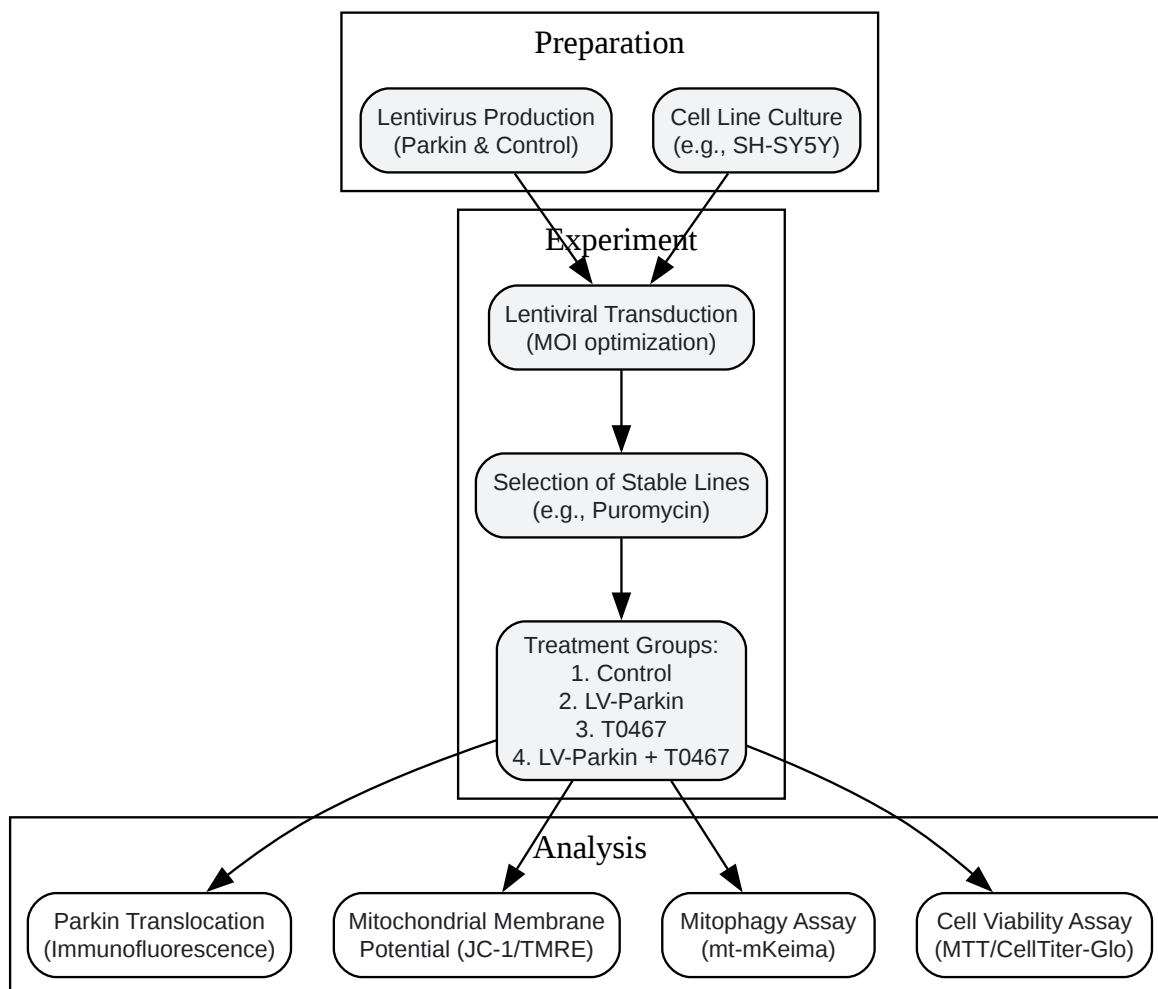 Preparation
Lentivirus Production
(Parkin & Control)
Cell Line Culture
(e.g., SH-SY5Y)
Experiment
Lentiviral Transduction
(MOI optimization)
Selection of Stable Lines
(e.g., Puromycin)
Treatment Groups:
1. Control
2. LV-Parkin
3. T0467
4. LV-Parkin + T0467
Analysis
Parkin Translocation
(Immunofluorescence)
Mitochondrial Membrane
Potential (JC-1/TMRE)
Mitophagy Assay
(mt-mKeima)
Cell Viability Assay
(MTT/CellTiter-Glo)